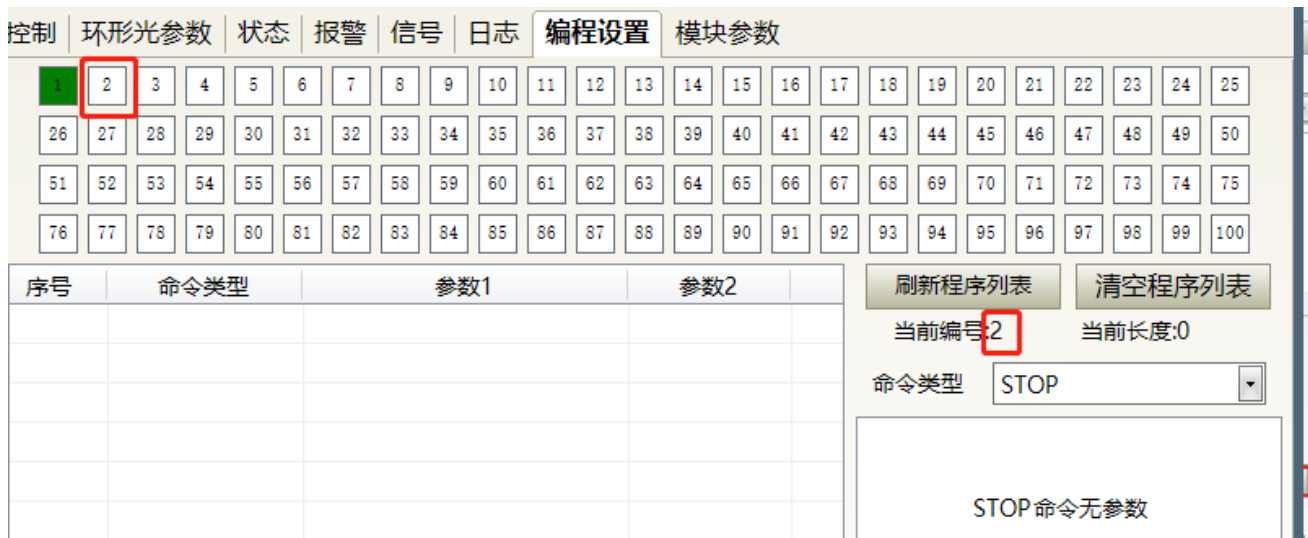 控制 环形光参数 状态 报警 信号 日志 编程设置 模块参数
1 2 3 4 5 6 7 8 9 10 11 12 13 14 15 16 17 18 19 20 21 22 23 24 25
26 27 28 29 30 31 32 33 34 35 36 37 38 39 40 41 42 43 44 45 46 47 48 49 50
51 52 53 54 55 56 57 58 59 60 61 62 63 64 65 66 67 68 69 70 71 72 73 74 75
76 77 78 79 80 81 82 83 84 85 86 87 88 89 90 91 92 93 94 95 96 97 98 99 100
序号 命令类型 参数1 参数2 刷新程序列表 清空程序列表
当前编号:2 当前长度:0
命令类型 STOP
STOP命令无参数